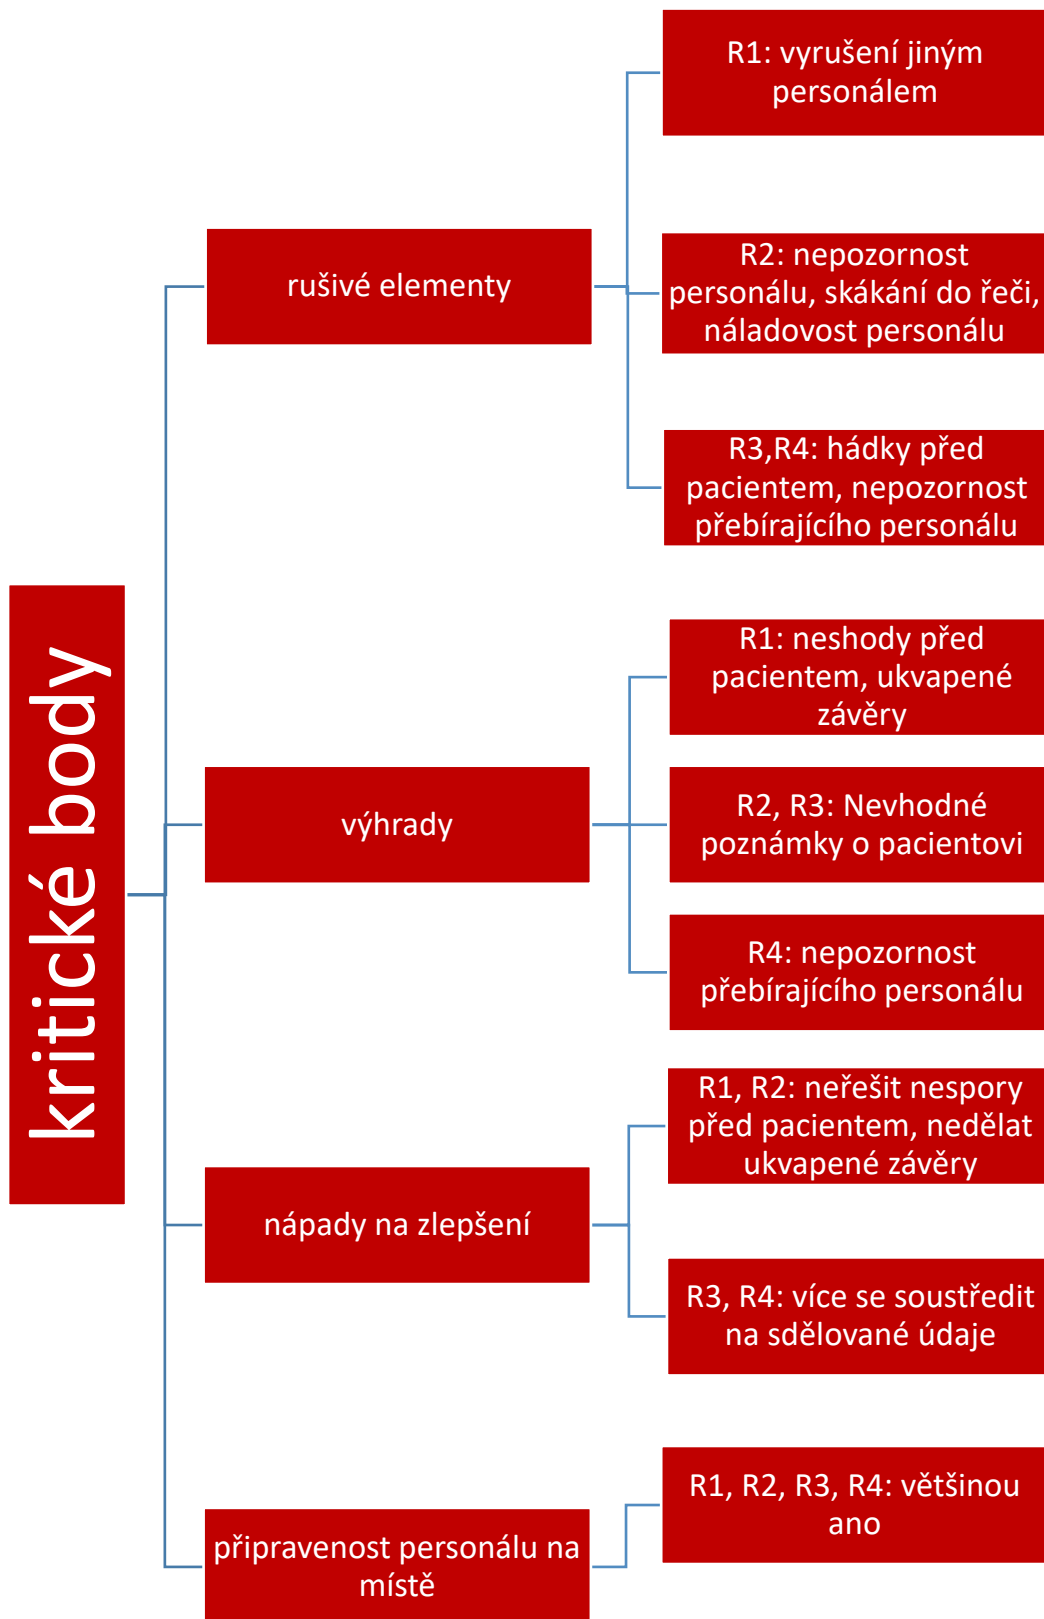 kritické body
rušivé elementy
R1: vyrušení jiným
personálem
R2: nepozornost
personálu, skákání do řeči,
náladovost personálu
R3,R4: hádky před
pacientem, nepozornost
přebírajícího personálu
výhrady
R1: neshody před
pacientem, ukvapené
závěry
R2, R3: Nevhodné
poznámky o pacientovi
R4: nepozornost
přebírajícího personálu
nápady na zlepšení
R1, R2: neřešit nespory
před pacientem, nedělat
ukvapené závěry
R3, R4: více se soustředit
na sdělované údaje
připravenost personálu na
místě
R1, R2, R3, R4: většinou
ano